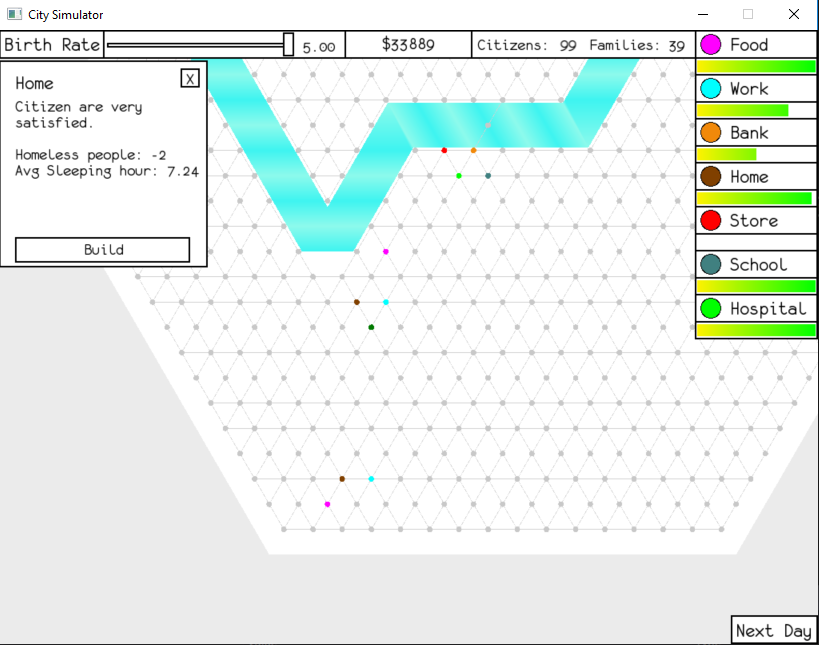 City Simulator
Birth Rate 5.00 $33889 Citizens: 99 Families: 39
Home X
Citizen are very
satisfied.
Homeless people: -2
Avg Sleeping hour: 7.24
Build
Food
Work
Bank
Home
Store
School
Hospital
Next Day